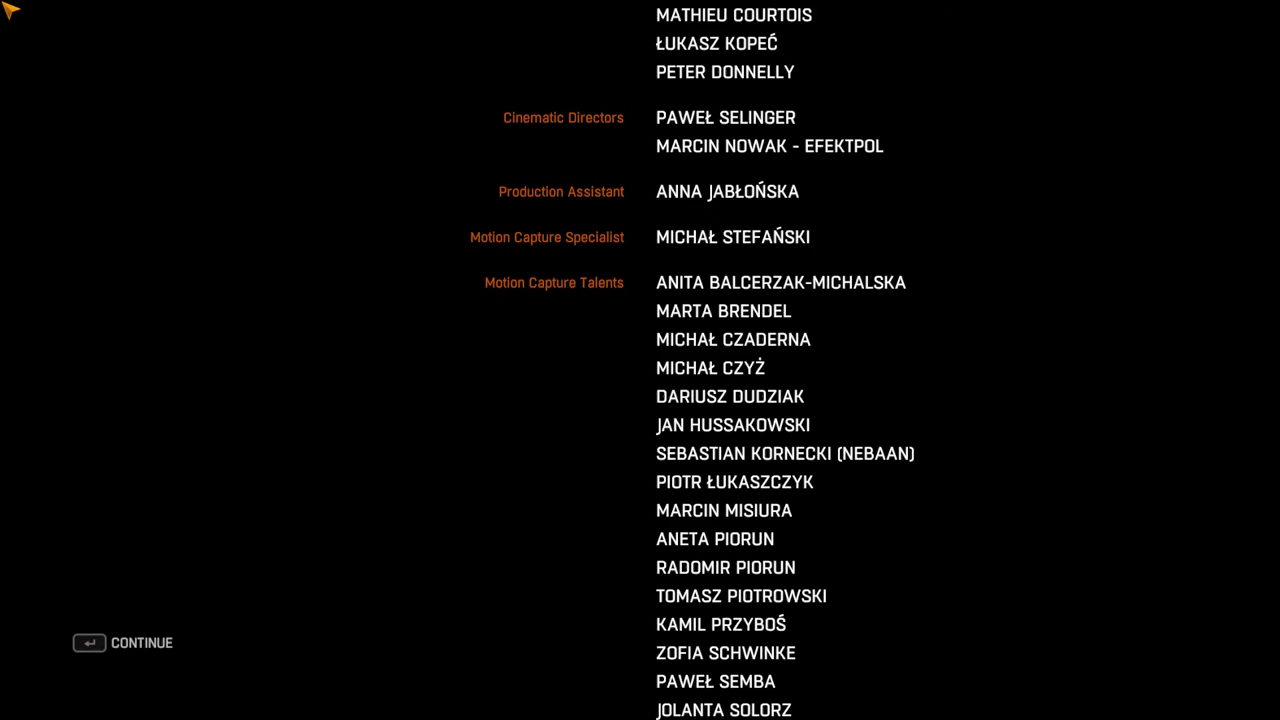 MATHIEU COURTOIS
ŁUKASZ KOPEĆ
PETER DONNELLY
Cinematic Directors PAWEŁ SELINGER
MARCIN NOWAK - EFEKTPOL
Production Assistant ANNA JABŁOŃSKA
Motion Capture Specialist MICHAŁ STEFAŃSKI
Motion Capture Talents ANITA BALCERZAK-MICHALSKA
MARTA BRENDEL
MICHAŁ CZADERNA
MICHAŁ CZYŻ
DARIUSZ DUDZIAK
JAN HUSSAKOWSKI
SEBASTIAN KORNECKI (NEBAAN)
PIOTR ŁUKASZCZYK
MARCIN MISIURA
ANETA PIORUN
RADOMIR PIORUN
TOMASZ PIOTROWSKI
KAMIL PRZYBOŚ
CONTINUE
ZOFIA SCHWINKE
PAWEŁ SEMBA
JOLANTA SOLORZ